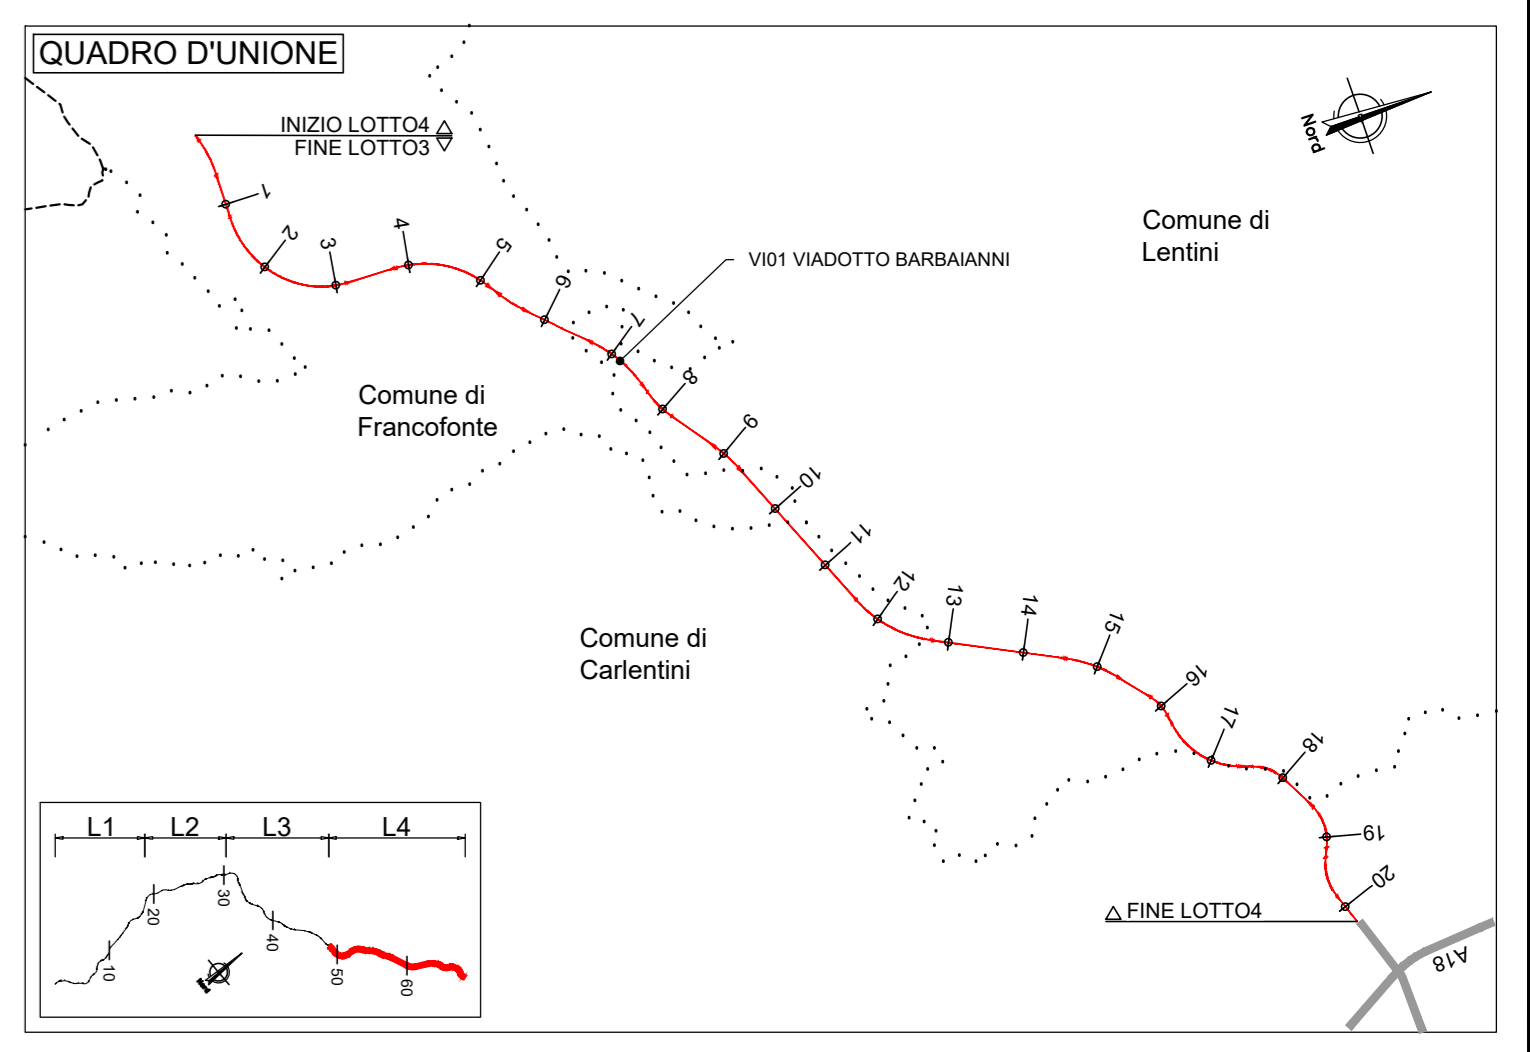 QUADRO D'UNIONE
INIZIO LOTTO4
FINE LOTTO3
Nord
1
2
3
4
5
6
7
8
9
10
11
12
13
14
15
16
17
18
19
20
VI01 VIADOTTO BARBAIANNI
Comune di
Lentini
Comune di
Francofonte
Comune di
Carlentini
FINE LOTTO4
A18
L1 L2 L3 L4
10
20
30
40
50
60